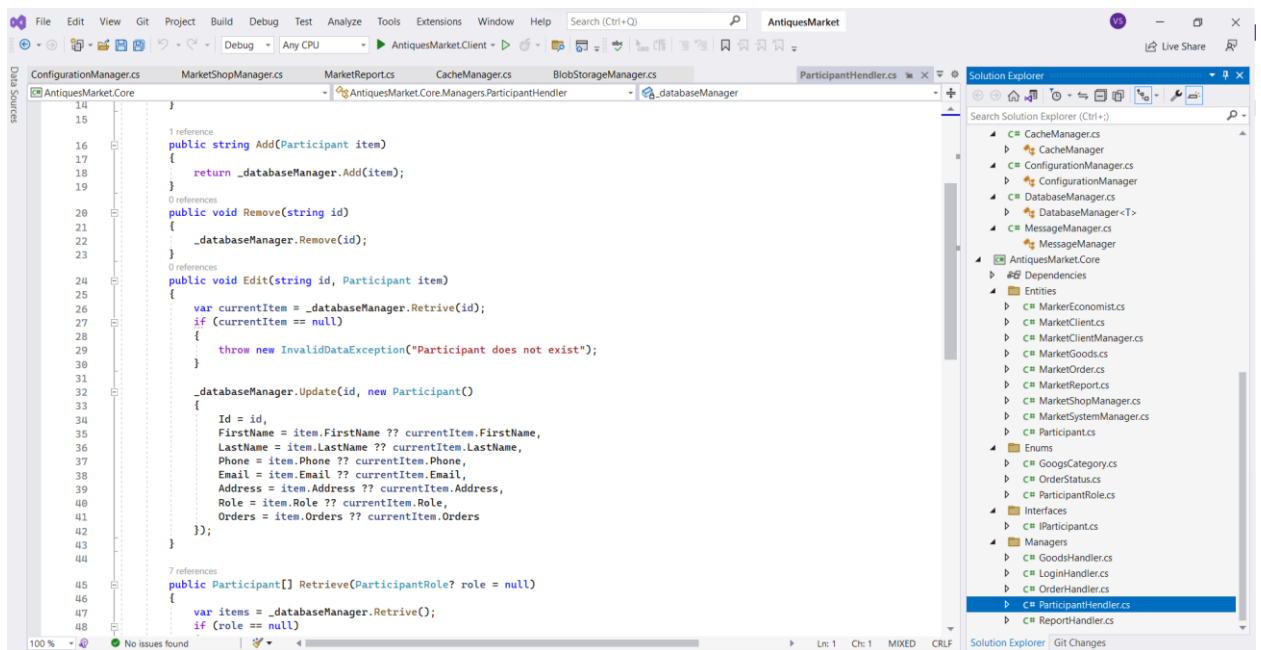 File Edit View Git Project Build Debug Test Analyze Tools Extensions Window Help Search (Ctrl+Q) AntiquesMarket VS
Debug Any CPU AntiquesMarket.Client Live Share
Data Sources
ConfigurationManager.cs MarketShopManager.cs MarketReport.cs CacheManager.cs BlobStorageManager.cs ParticipantHendler.cs
AntiquesMarket.Core AntiquesMarket.Core.Managers.ParticipantHendler _databaseManager
14 }
15
1 reference
16 public string Add(Participant item)
17 {
18 return _databaseManager.Add(item);
19 }
0 references
20 public void Remove(string id)
21 {
22 _databaseManager.Remove(id);
23 }
0 references
24 public void Edit(string id, Participant item)
25 {
26 var currentItem = _databaseManager.Retrive(id);
27 if (currentItem == null)
28 {
29 throw new InvalidDataException("Participant does not exist");
30 }
31
32 _databaseManager.Update(id, new Participant()
33 {
34 Id = id,
35 FirstName = item.FirstName ?? currentItem.FirstName,
36 LastName = item.LastName ?? currentItem.LastName,
37 Phone = item.Phone ?? currentItem.Phone,
38 Email = item.Email ?? currentItem.Email,
39 Address = item.Address ?? currentItem.Address,
40 Role = item.Role ?? currentItem.Role,
41 Orders = item.Orders ?? currentItem.Orders
42 });
43 }
44
7 references
45 public Participant[] Retrieve(ParticipantRole? role = null)
46 {
47 var items = _databaseManager.Retrive();
48 if (role == null)
100 % No issues found Ln: 1 Ch: 1 MIXED CRLF
Solution Explorer
Search Solution Explorer (Ctrl+;)
C# CacheManager.cs
CacheManager
C# ConfigurationManager.cs
ConfigurationManager
C# DatabaseManager.cs
DatabaseManager<T>
C# MessageManager.cs
MessageManager
C# AntiquesMarket.Core
Dependencies
Entities
C# MarkerEconomist.cs
C# MarketClient.cs
C# MarketClientManager.cs
C# MarketGoods.cs
C# MarketOrder.cs
C# MarketReport.cs
C# MarketShopManager.cs
C# MarketSystemManager.cs
C# Participant.cs
Enums
C# GoogsCategory.cs
C# OrderStatus.cs
C# ParticipantRole.cs
Interfaces
C# IParticipant.cs
Managers
C# GoodsHandler.cs
C# LoginHandler.cs
C# OrderHandler.cs
C# ParticipantHendler.cs
C# ReportHandler.cs
Solution Explorer Git Changes